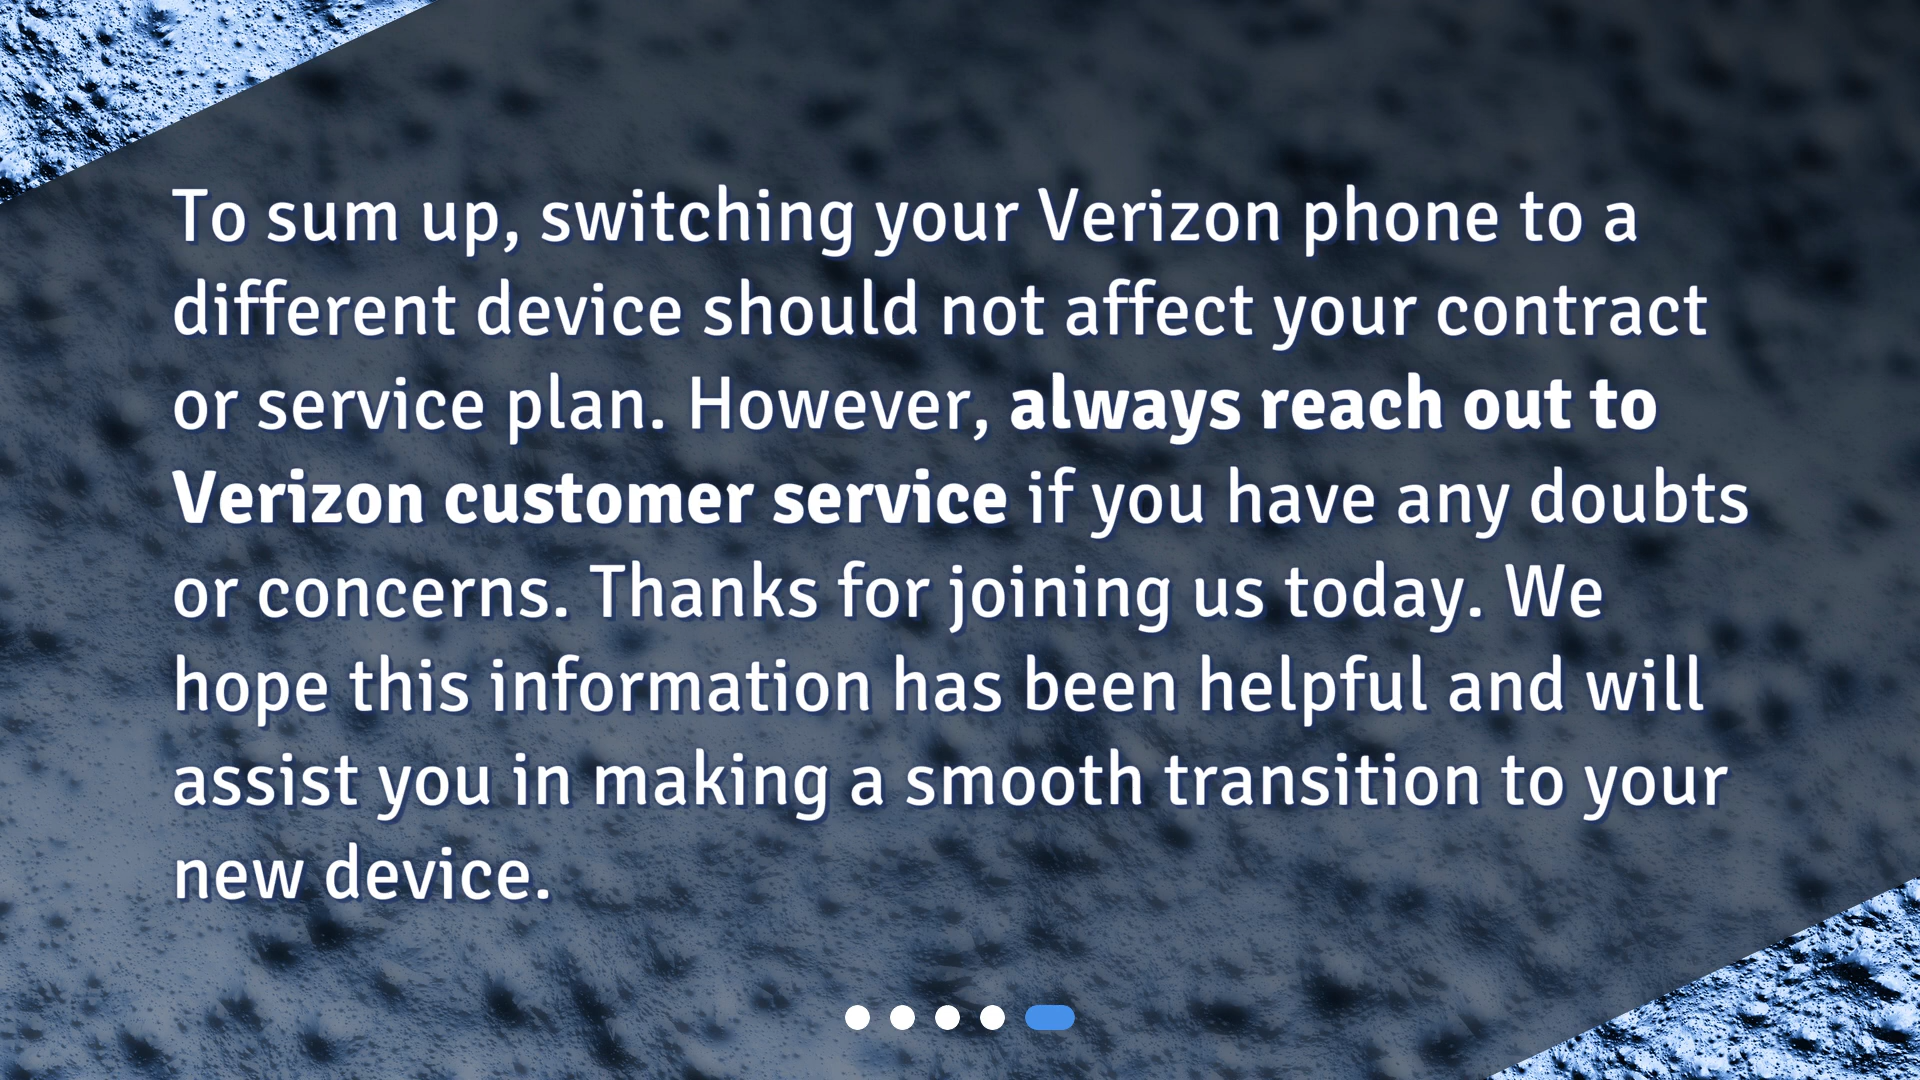 To sum up, switching your Verizon phone to a
different device should not affect your contract
or service plan. However, always reach out to
Verizon customer service if you have any doubts
or concerns. Thanks for joining us today. We
hope this information has been helpful and will
assist you in making a smooth transition to your
new device.